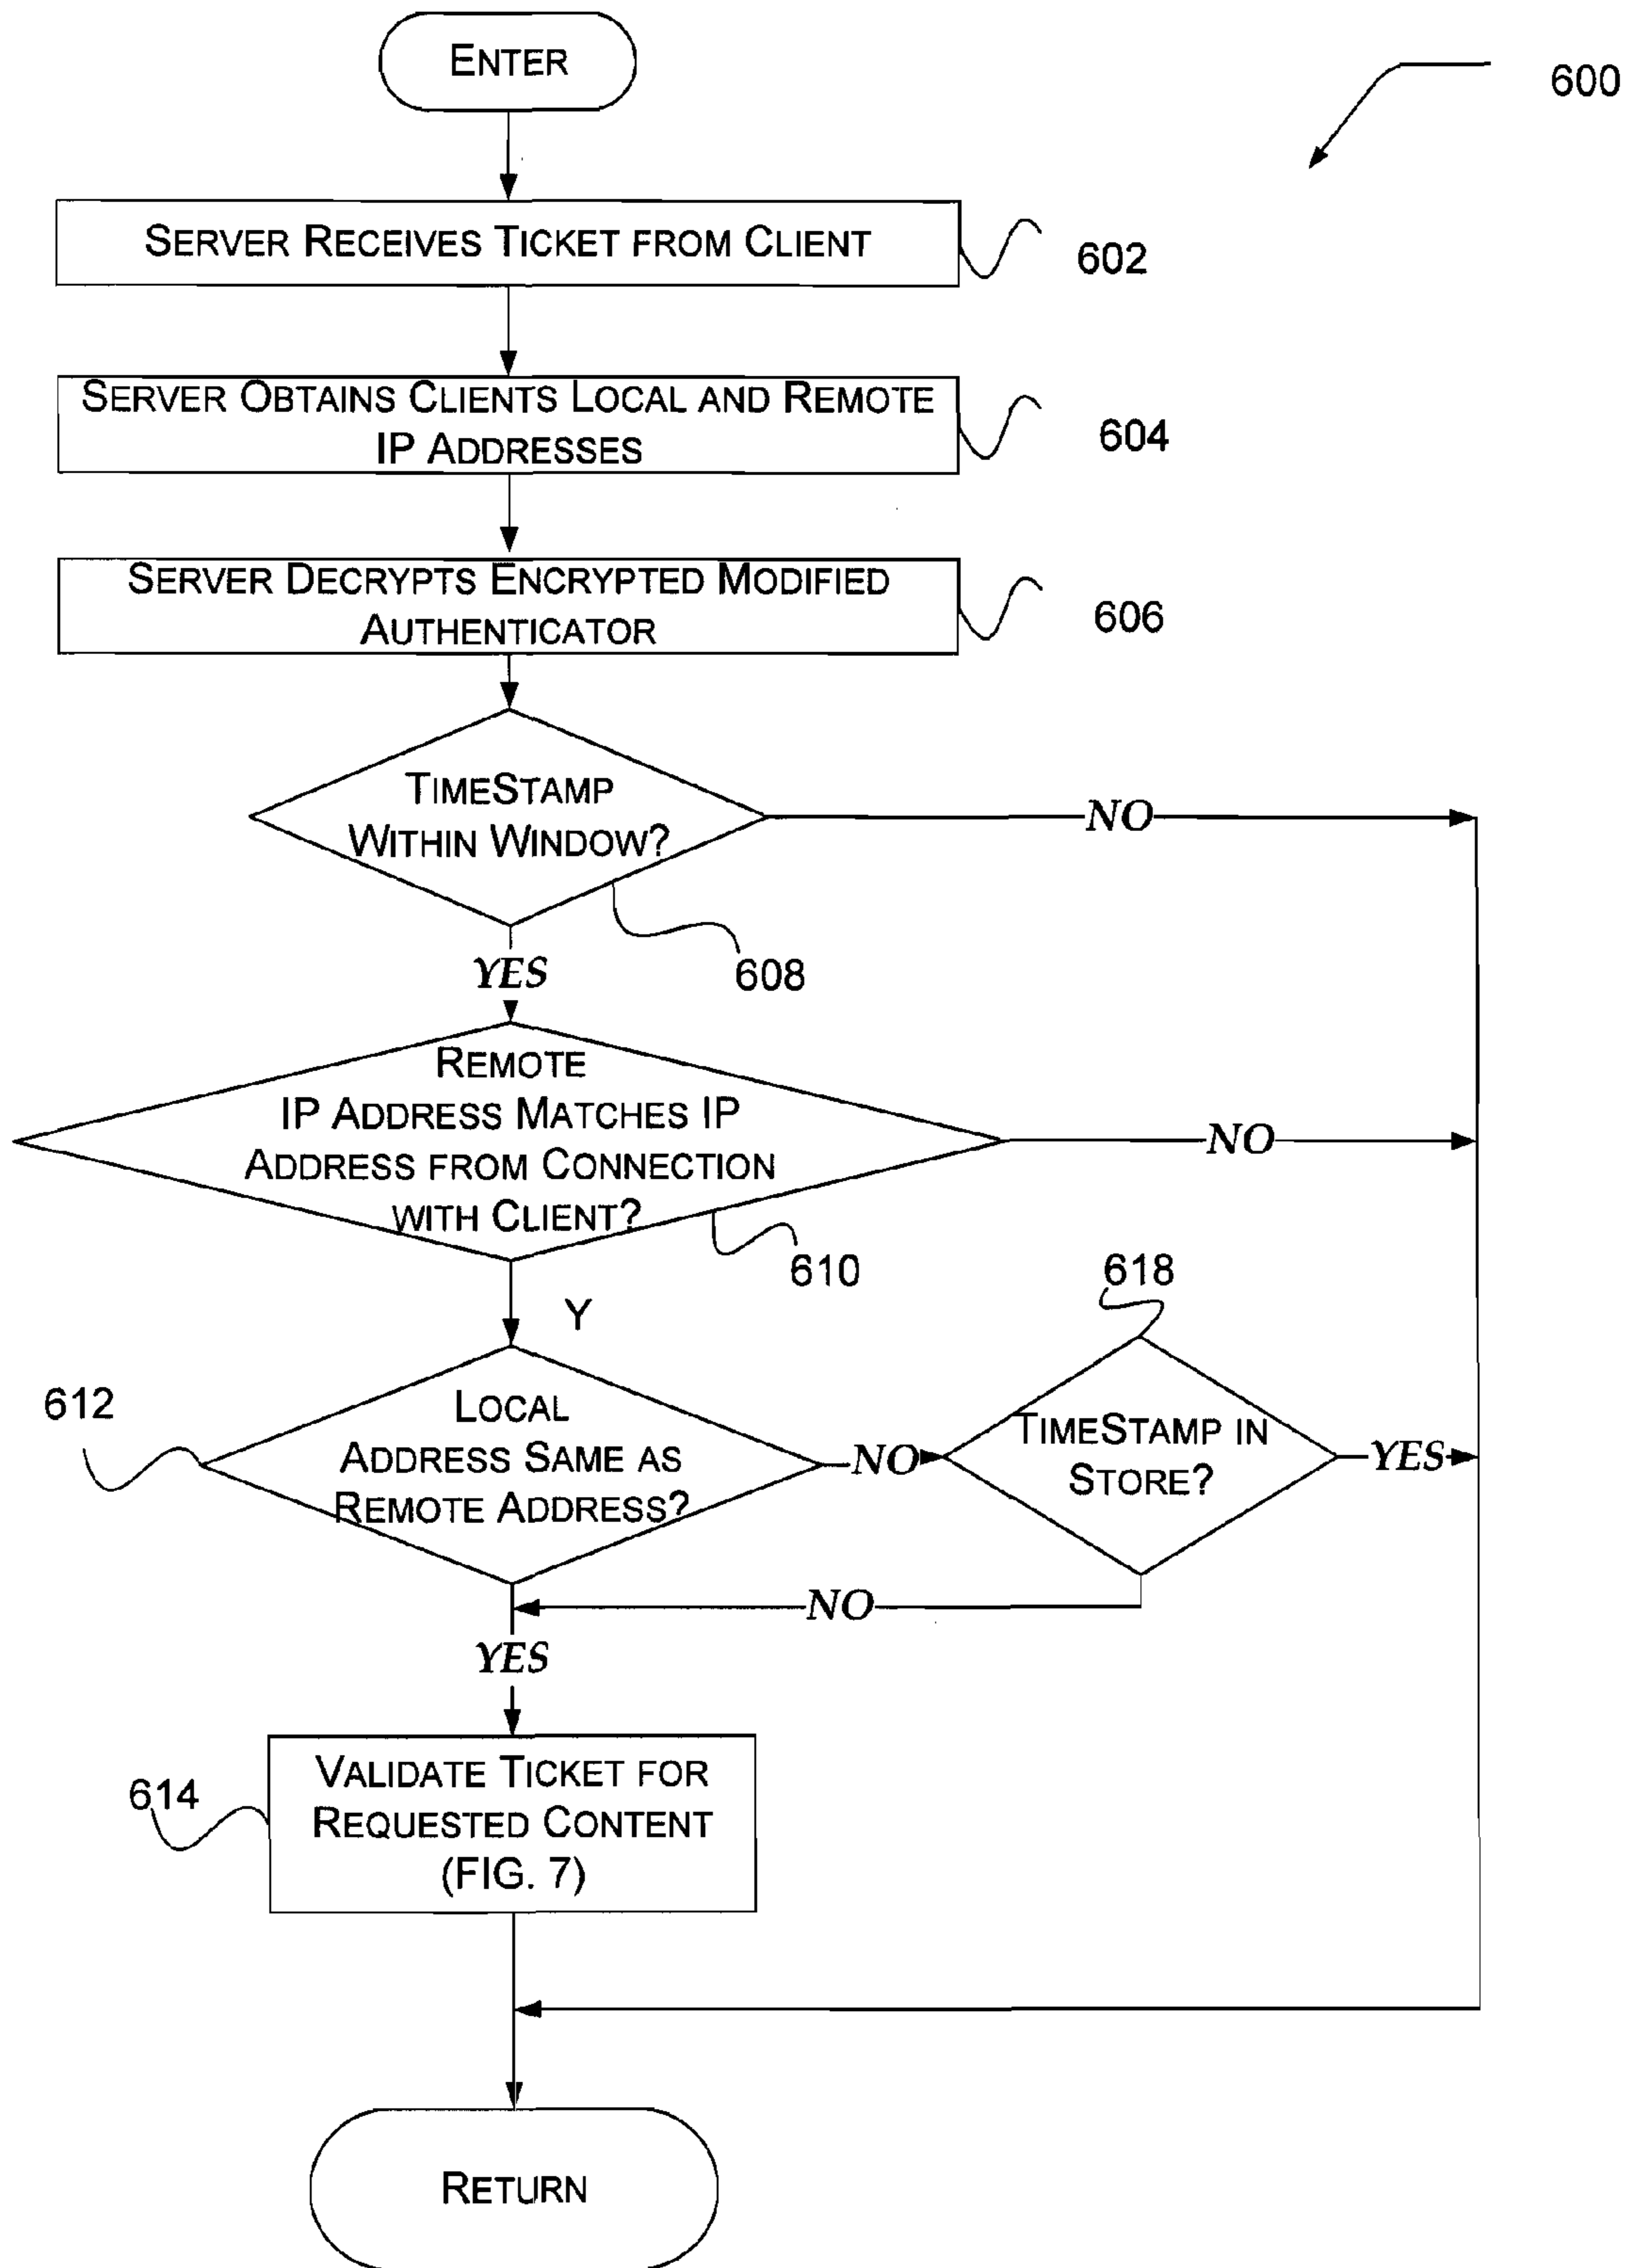 ENTER
600
SERVER RECEIVES TICKET FROM CLIENT
602
SERVER OBTAINS CLIENTS LOCAL AND REMOTE
IP ADDRESSES
604
SERVER DECRYPTS ENCRYPTED MODIFIED
AUTHENTICATOR
606
TIMESTAMP
WITHIN WINDOW?
NO
608
YES
REMOTE
IP ADDRESS MATCHES IP
ADDRESS FROM CONNECTION
WITH CLIENT?
NO
610
Y
618
612
LOCAL
ADDRESS SAME AS
REMOTE ADDRESS?
NO
TIMESTAMP IN
STORE?
YES
NO
YES
614
VALIDATE TICKET FOR
REQUESTED CONTENT
(FIG. 7)
RETURN